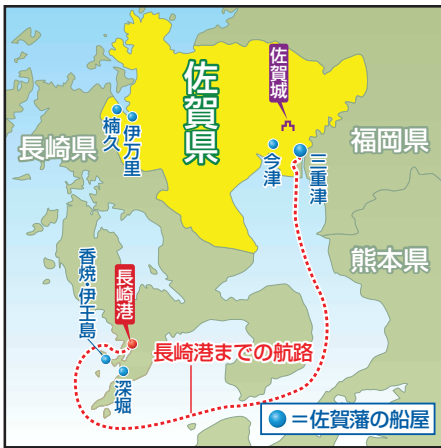 佐賀県
佐賀城
福岡県
長崎県
熊本県
楠久
伊万里
今津
三重津
香焼・伊王島
長崎港
深堀
長崎港までの航路
=佐賀藩の船屋